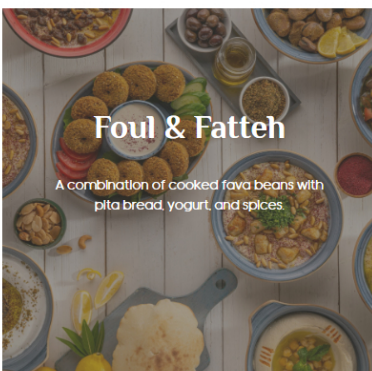 Foul & Fatteh
A combination of cooked fava beans with
pita bread, yogurt, and spices.